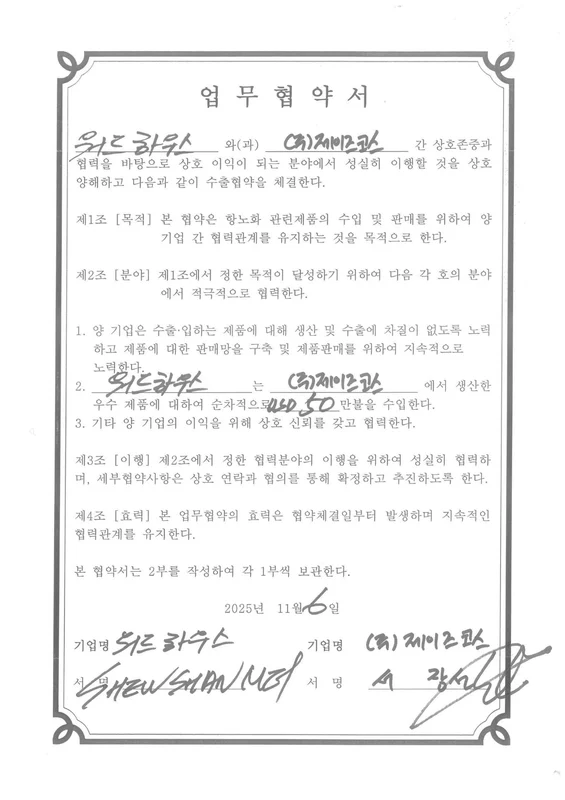 업무협약서
위드하우스 와(과) (주)제이즈코스 간 상호존중과
협력을 바탕으로 상호 이익이 되는 분야에서 성실히 이행할 것을 상호
양해하고 다음과 같이 수출협약을 체결한다.
제1조 [목적] 본 협약은 항노화 관련제품의 수입 및 판매를 위하여 양
기업 간 협력관계를 유지하는 것을 목적으로 한다.
제2조 [분야] 제1조에서 정한 목적이 달성하기 위하여 다음 각 호의 분야
에서 적극적으로 협력한다.
1. 양 기업은 수출·입하는 제품에 대해 생산 및 수출에 차질이 없도록 노력
하고 제품에 대한 판매망을 구축 및 제품판매를 위하여 지속적으로
노력한다.
2. 위드하우스 는 (주)제이즈코스 에서 생산한
우수 제품에 대하여 순차적으로 USD 50 만불을 수입한다.
3. 기타 양 기업의 이익을 위해 상호 신뢰를 갖고 협력한다.
제3조 [이행] 제2조에서 정한 협력분야의 이행을 위하여 성실히 협력하
며, 세부협약사항은 상호 연락과 협의를 통해 확정하고 추진하도록 한다.
제4조 [효력] 본 업무협약의 효력은 협약체결일부터 발생하며 지속적인
협력관계를 유지한다.
본 협약서는 2부를 작성하여 각 1부씩 보관한다.
2025년 11월 6일
기업명 위드하우스 기업명 (주)제이즈코스
서 명 SHEW SHAN 서 명 서 장